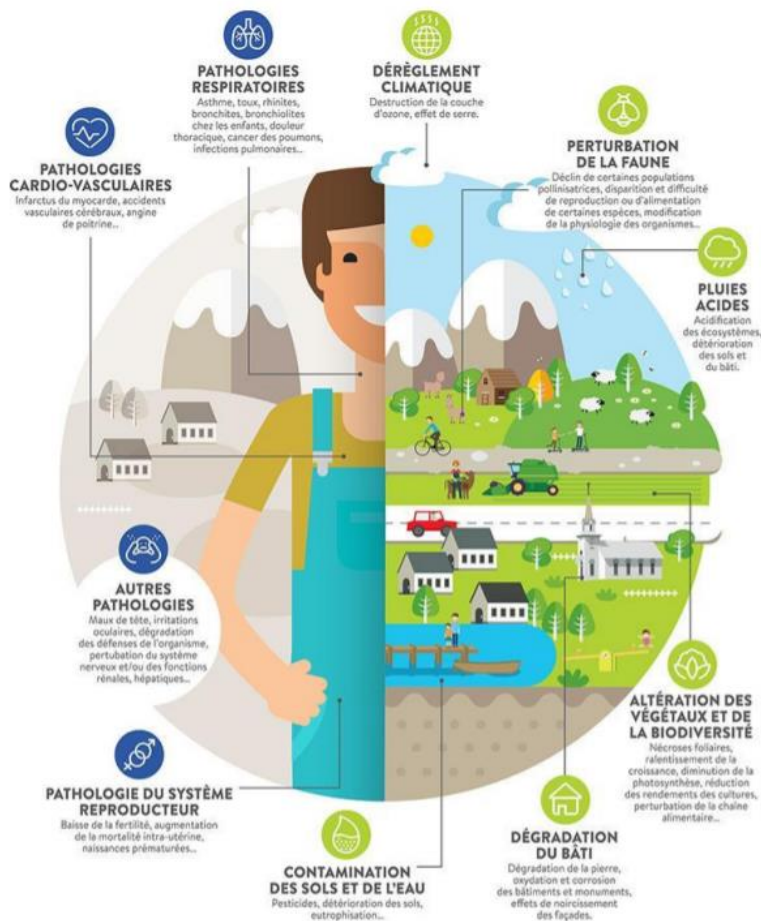 PATHOLOGIES
RESPIRATOIRES
Asthme, toux, rhinites,
bronchites, bronchiolites
chez les enfants, douleur
thoracique, cancer des poumons,
infections pulmonaires...
DÉRÈGLEMENT
CLIMATIQUE
Destruction de la couche
d'ozone, effet de serre.
PATHOLOGIES
CARDIO-VASCULAIRES
Infarctus du myocarde, accidents
vasculaires cérébraux, angine
de poitrine...
PERTURBATION
DE LA FAUNE
Déclin de certaines populations
pollinisatrices, disparition et difficulté
de reproduction ou d'alimentation
de certaines espèces, modification
de la physiologie des organismes...
PLUIES
ACIDES
Acidification
des écosystèmes,
détérioration
des sols et
du bâti.
AUTRES
PATHOLOGIES
Maux de tête, irritations
oculaires, dégradation
des défenses de l'organisme,
pertubation du système
nerveux et/ou des fonctions
rénales, hépatiques...
PATHOLOGIE DU SYSTÈME
REPRODUCTEUR
Baisse de la fertilité, augmentation
de la mortalité intra-utérine,
naissances prématurées...
CONTAMINATION
DES SOLS ET DE L'EAU
Pesticides, détérioration des sols,
eutrophisation...
DÉGRADATION
DU BÂTI
Dégradation de la pierre,
oxydation et corrosion
des bâtiments et monuments,
effets de noircissement
des façades.
ALTÉRATION DES
VÉGÉTAUX ET DE
LA BIODIVERSITÉ
Nécroses foliaires,
ralentissement de la
croissance, diminution de la
photosynthèse, réduction
des rendements des cultures,
perturbation de la chaîne
alimentaire...